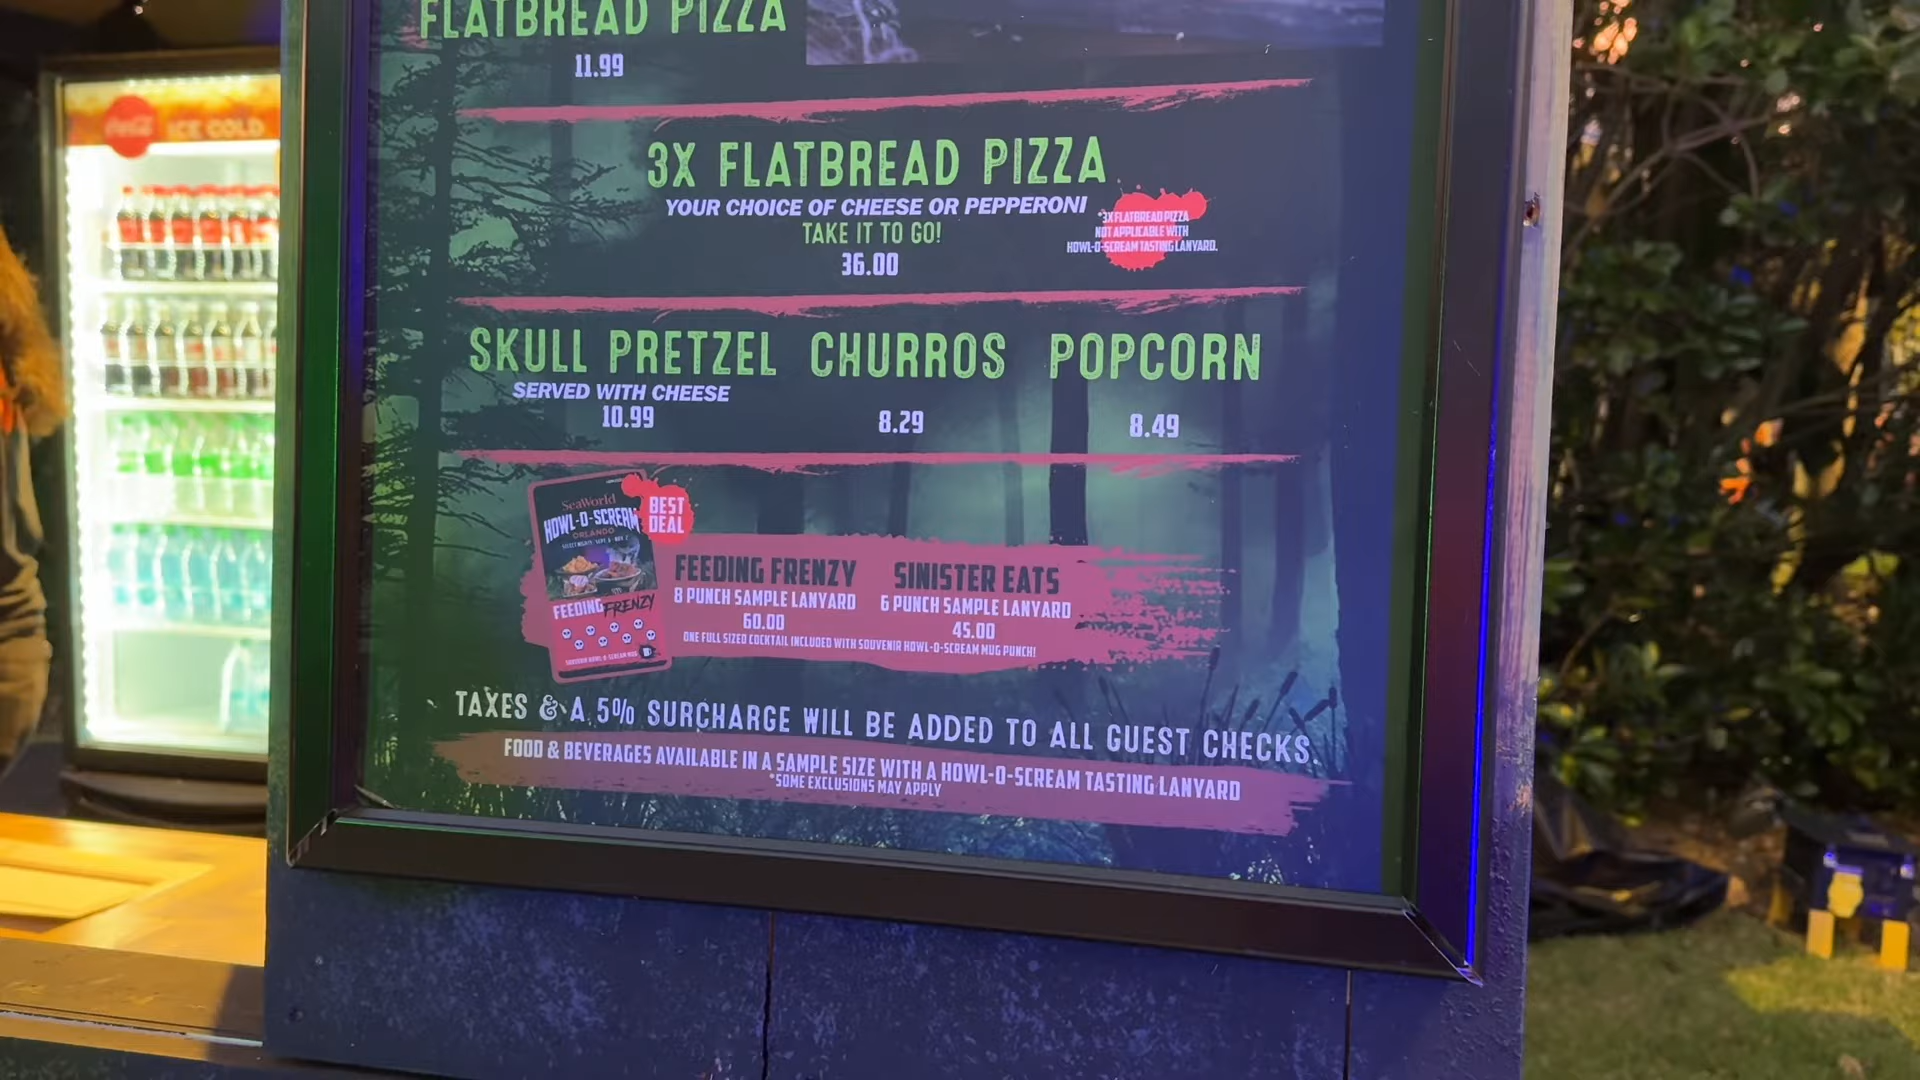 FLATBREAD PIZZA
11.99
Coca-Cola ICE COLD
3X FLATBREAD PIZZA
YOUR CHOICE OF CHEESE OR PEPPERONI
TAKE IT TO GO!
36.00
*3X FLATBREAD PIZZA
NOT APPLICABLE WITH
HOWL-O-SCREAM TASTING LANYARD.
SKULL PRETZEL
SERVED WITH CHEESE
10.99
CHURROS
8.29
POPCORN
8.49
SeaWorld
HOWL-O-SCREAM
ORLANDO
FEEDING FRENZY
SOUVENIR HOWL-O-SCREAM MUG
BEST
DEAL
FEEDING FRENZY
8 PUNCH SAMPLE LANYARD
60.00
SINISTER EATS
6 PUNCH SAMPLE LANYARD
45.00
ONE FULL SIZED COCKTAIL INCLUDED WITH SOUVENIR HOWL-O-SCREAM MUG PUNCH!
TAXES & A 5% SURCHARGE WILL BE ADDED TO ALL GUEST CHECKS.
FOOD & BEVERAGES AVAILABLE IN A SAMPLE SIZE WITH A HOWL-O-SCREAM TASTING LANYARD
*SOME EXCLUSIONS MAY APPLY